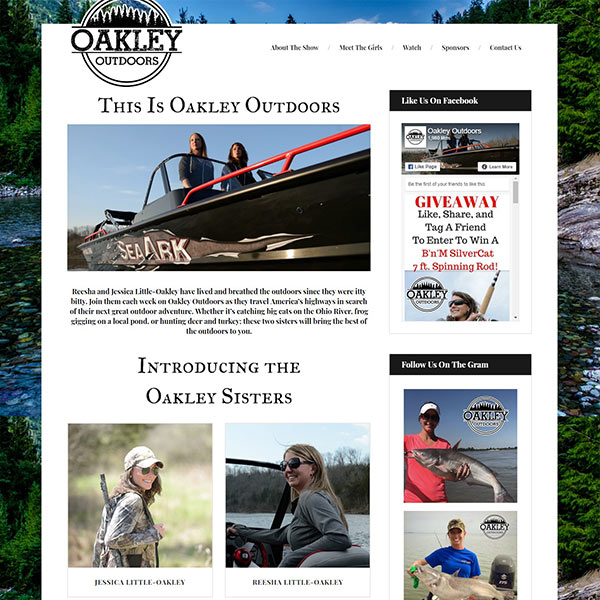 OAKLEY
OUTDOORS
About The Show / Meet The Girls / Watch / Sponsors / Contact Us
This Is Oakley Outdoors
SEAARK
Reesha and Jessica Little-Oakley have lived and breathed the outdoors since they were itty
bitty. Join them each week on Oakley Outdoors as they travel America's highways in search
of their next great outdoor adventure. Whether it's catching big cats on the Ohio River, frog
gigging on a local pond, or hunting deer and turkey; these two sisters will bring the best of
the outdoors to you.
Introducing the
Oakley Sisters
JESSICA LITTLE-OAKLEY
REESHA LITTLE-OAKLEY
Like Us On Facebook
Oakley Outdoors
Like Page
Learn More
Be the first of your friends to like this
GIVEAWAY
Like, Share, and
Tag A Friend
To Enter To Win A
B'n'M SilverCat
7 ft. Spinning Rod!
OAKLEY
OUTDOORS
Follow Us On The Gram
OAKLEY
OUTDOORS
OAKLEY
OUTDOORS